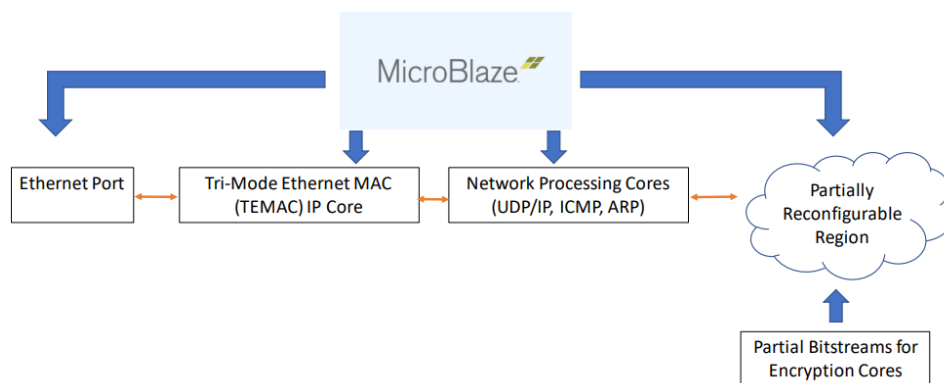 MicroBlaze
Ethernet Port
Tri-Mode Ethernet MAC
(TEMAC) IP Core
Network Processing Cores
(UDP/IP, ICMP, ARP)
Partially
Reconfigurable
Region
Partial Bitstreams for
Encryption Cores